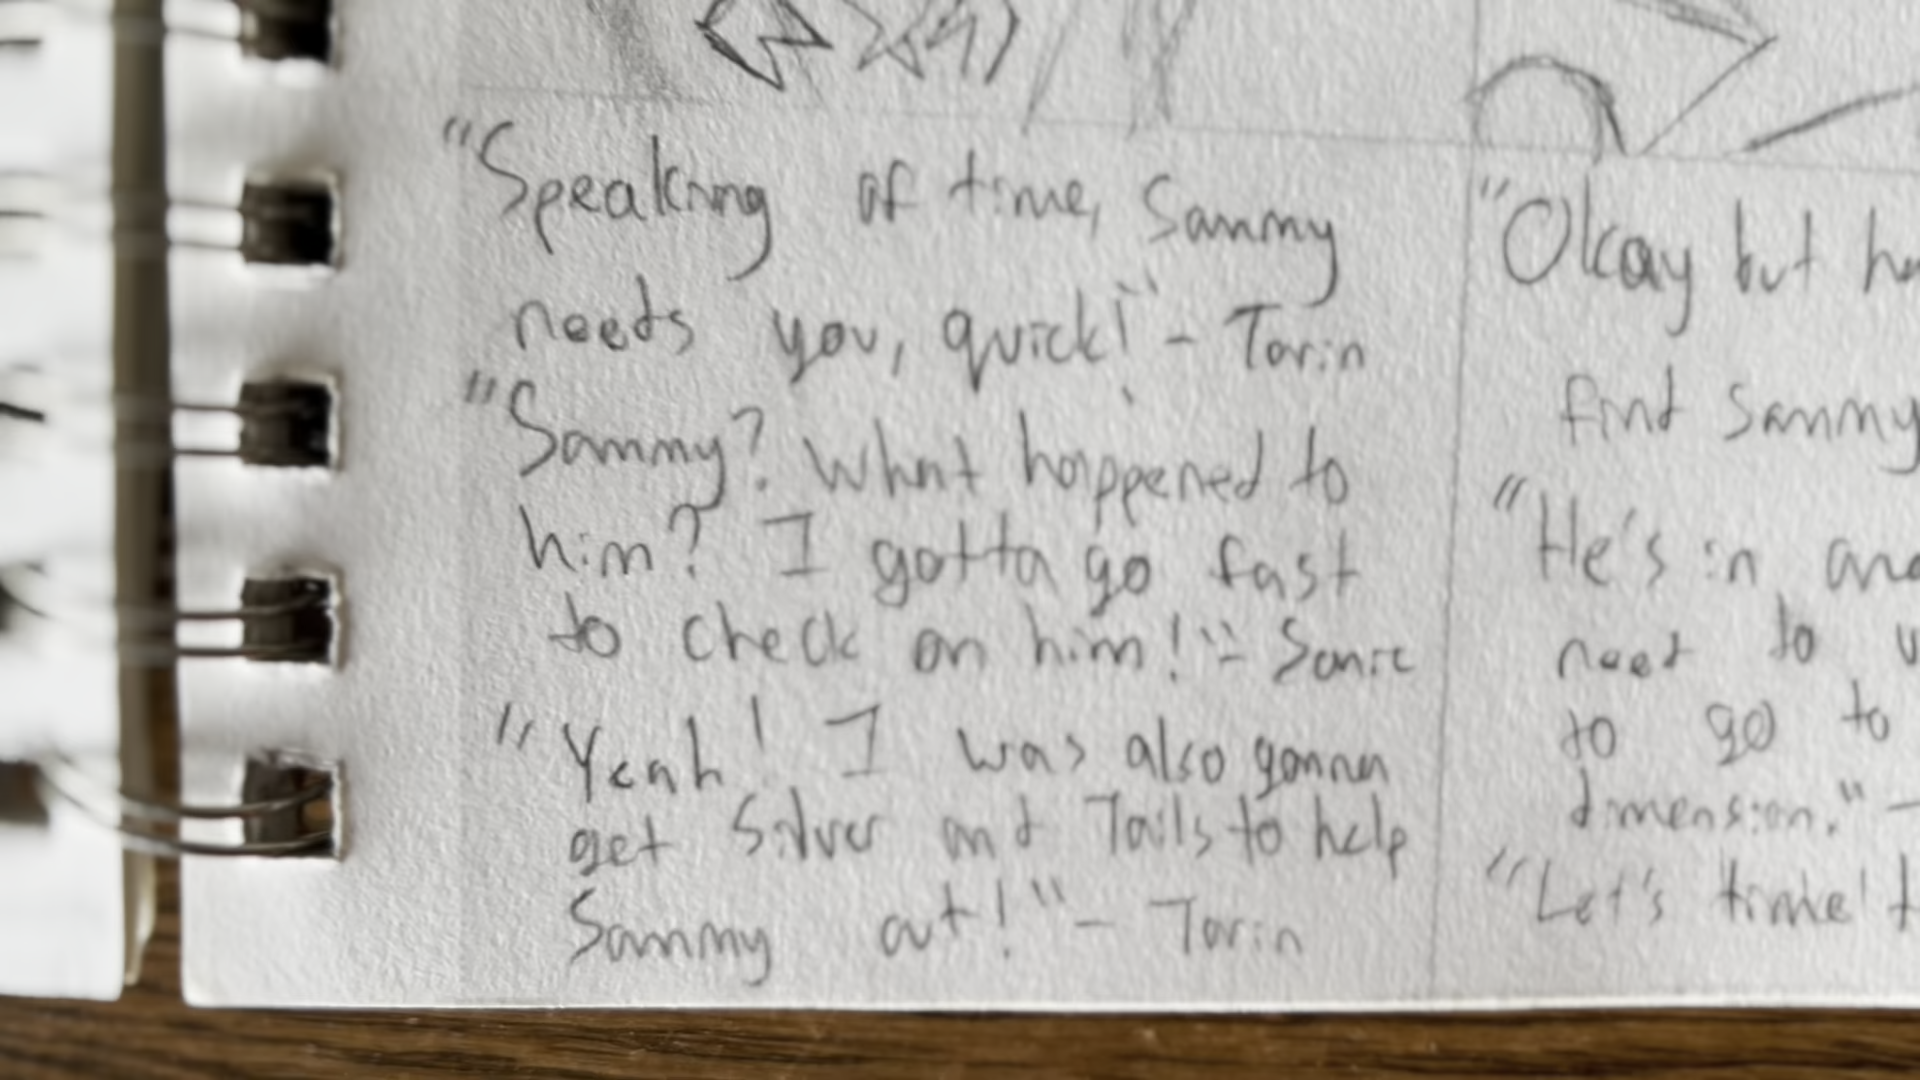 "Speaking of time, Sammy
needs you, quick!" - Torin
"Sammy? What happened to
him? I gotta go fast
to check on him!" - Sonic
"Yeah! I was also gonna
get Silver and Tails to help
Sammy out!" - Torin
"Okay but
find Sammy
"He's in
need to
to go to
dimension." -
"Let's time!